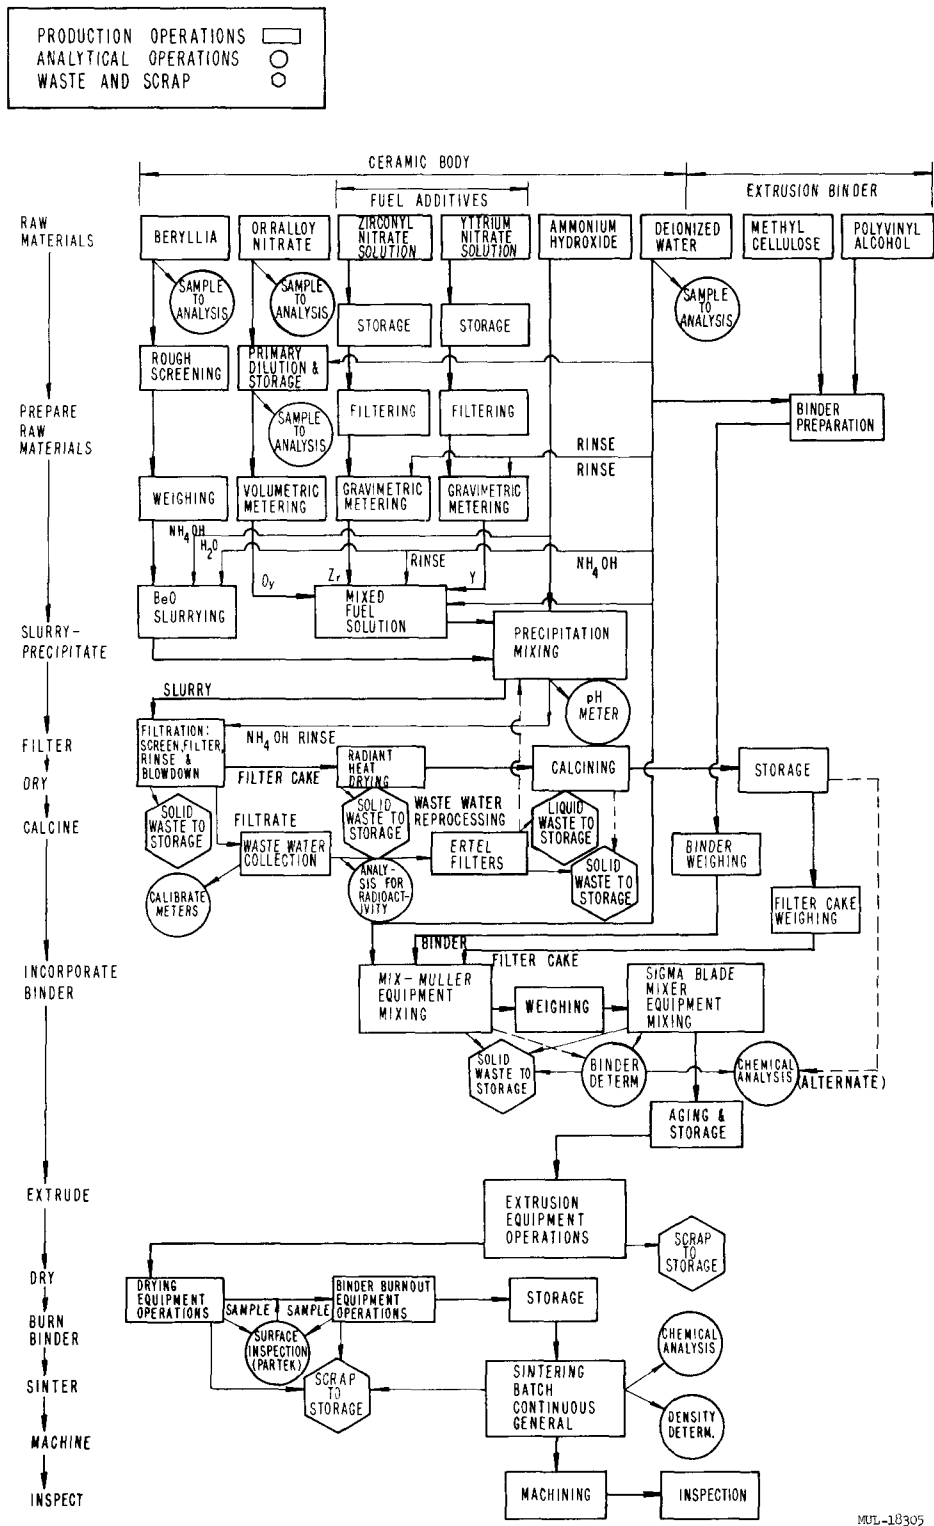 PRODUCTION OPERATIONS
ANALYTICAL OPERATIONS
WASTE AND SCRAP
CERAMIC BODY
EXTRUSION BINDER
FUEL ADDITIVES
RAW
MATERIALS
BERYLLIA
ORRALLOY
NITRATE
ZIRCONYL
NITRATE
SOLUTION
YTTRIUM
NITRATE
SOLUTION
AMMONIUM
HYDROXIDE
DEIONIZED
WATER
METHYL
CELLULOSE
POLYVINYL
ALCOHOL
SAMPLE
TO
ANALYSIS
SAMPLE
TO
ANALYSIS
SAMPLE
TO
ANALYSIS
STORAGE
STORAGE
ROUGH
SCREENING
PRIMARY
DILUTION &
STORAGE
PREPARE
RAW
MATERIALS
SAMPLE
TO
ANALYSIS
FILTERING
FILTERING
BINDER
PREPARATION
RINSE
RINSE
WEIGHING
VOLUMETRIC
METERING
GRAVIMETRIC
METERING
GRAVIMETRIC
METERING
NH4OH
H2O
RINSE
NH4OH
Oy
Zr
Y
BeO
SLURRYING
MIXED
FUEL
SOLUTION
PRECIPITATION
MIXING
SLURRY-
PRECIPITATE
SLURRY
pH
METER
FILTER
FILTRATION:
SCREEN, FILTER,
RINSE &
BLOWDOWN
NH4OH RINSE
FILTER CAKE
RADIANT
HEAT
DRYING
CALCINING
STORAGE
DRY
CALCINE
SOLID
WASTE TO
STORAGE
FILTRATE
SOLID
WASTE TO
STORAGE
WASTE WATER
REPROCESSING
LIQUID
WASTE TO
STORAGE
WASTE WATER
COLLECTION
ERTEL
FILTERS
SOLID
WASTE TO
STORAGE
BINDER
WEIGHING
CALIBRATE
METERS
ANALY-
SIS FOR
RADIOACT-
IVITY
FILTER CAKE
WEIGHING
BINDER
FILTER CAKE
INCORPORATE
BINDER
MIX-MULLER
EQUIPMENT
MIXING
WEIGHING
SIGMA BLADE
MIXER
EQUIPMENT
MIXING
SOLID
WASTE TO
STORAGE
BINDER
DETERM
CHEMICAL
ANALYSIS
(ALTERNATE)
AGING &
STORAGE
EXTRUDE
EXTRUSION
EQUIPMENT
OPERATIONS
SCRAP
TO
STORAGE
DRY
DRYING
EQUIPMENT
OPERATIONS
SAMPLE
SAMPLE
BINDER BURNOUT
EQUIPMENT
OPERATIONS
STORAGE
BURN
BINDER
SURFACE
INSPECTION
(PARTEK)
CHEMICAL
ANALYSIS
SINTER
SCRAP
TO
STORAGE
SINTERING
BATCH
CONTINUOUS
GENERAL
DENSITY
DETERM.
MACHINE
INSPECT
MACHINING
INSPECTION
MUL-18305